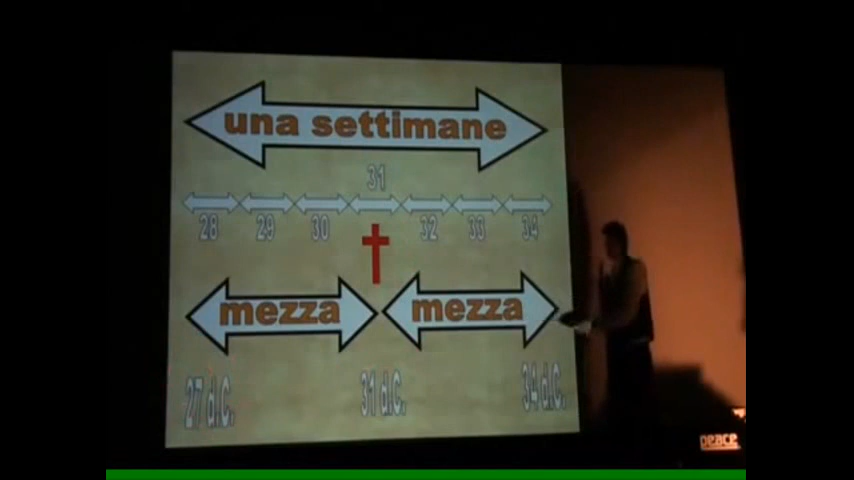 una settimane
31
28 29 30 32 33 34
mezza mezza
27 d.C. 31 d.C. 34 d.C.
peace